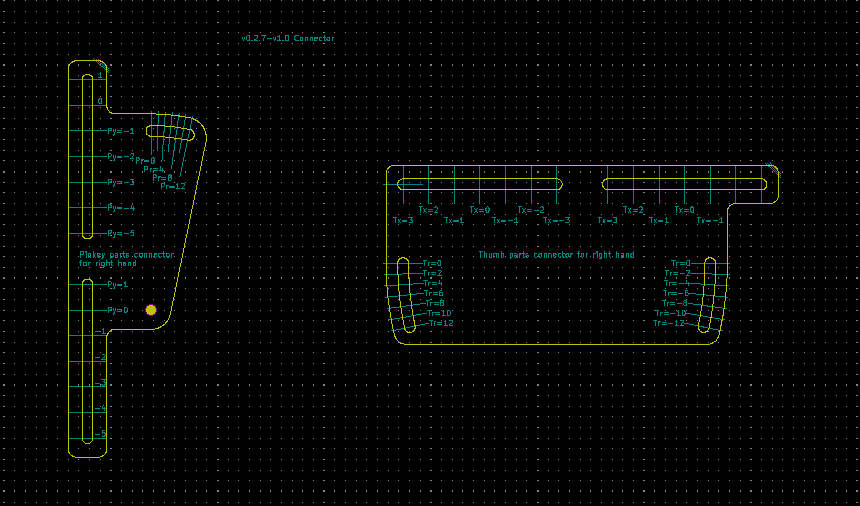 v0.2.7-v1.0 Connector
1
0
Py=-1
Py=-2
Py=-3
Py=-4
Py=-5
Pr=0
Pr=4
Pr=8
Pr=12
Pinkey parts connector
for right hand
Py=1
Py=0
-1
-2
-3
-4
-5
Tx=3
Tx=2
Tx=1
Tx=0
Tx=-1
Tx=-2
Tx=-3
Tx=3
Tx=2
Tx=1
Tx=0
Tx=-1
Thumb parts connector for right hand
Tr=0
Tr=2
Tr=4
Tr=6
Tr=8
Tr=10
Tr=12
Tr=0
Tr=-2
Tr=-4
Tr=-6
Tr=-8
Tr=-10
Tr=-12